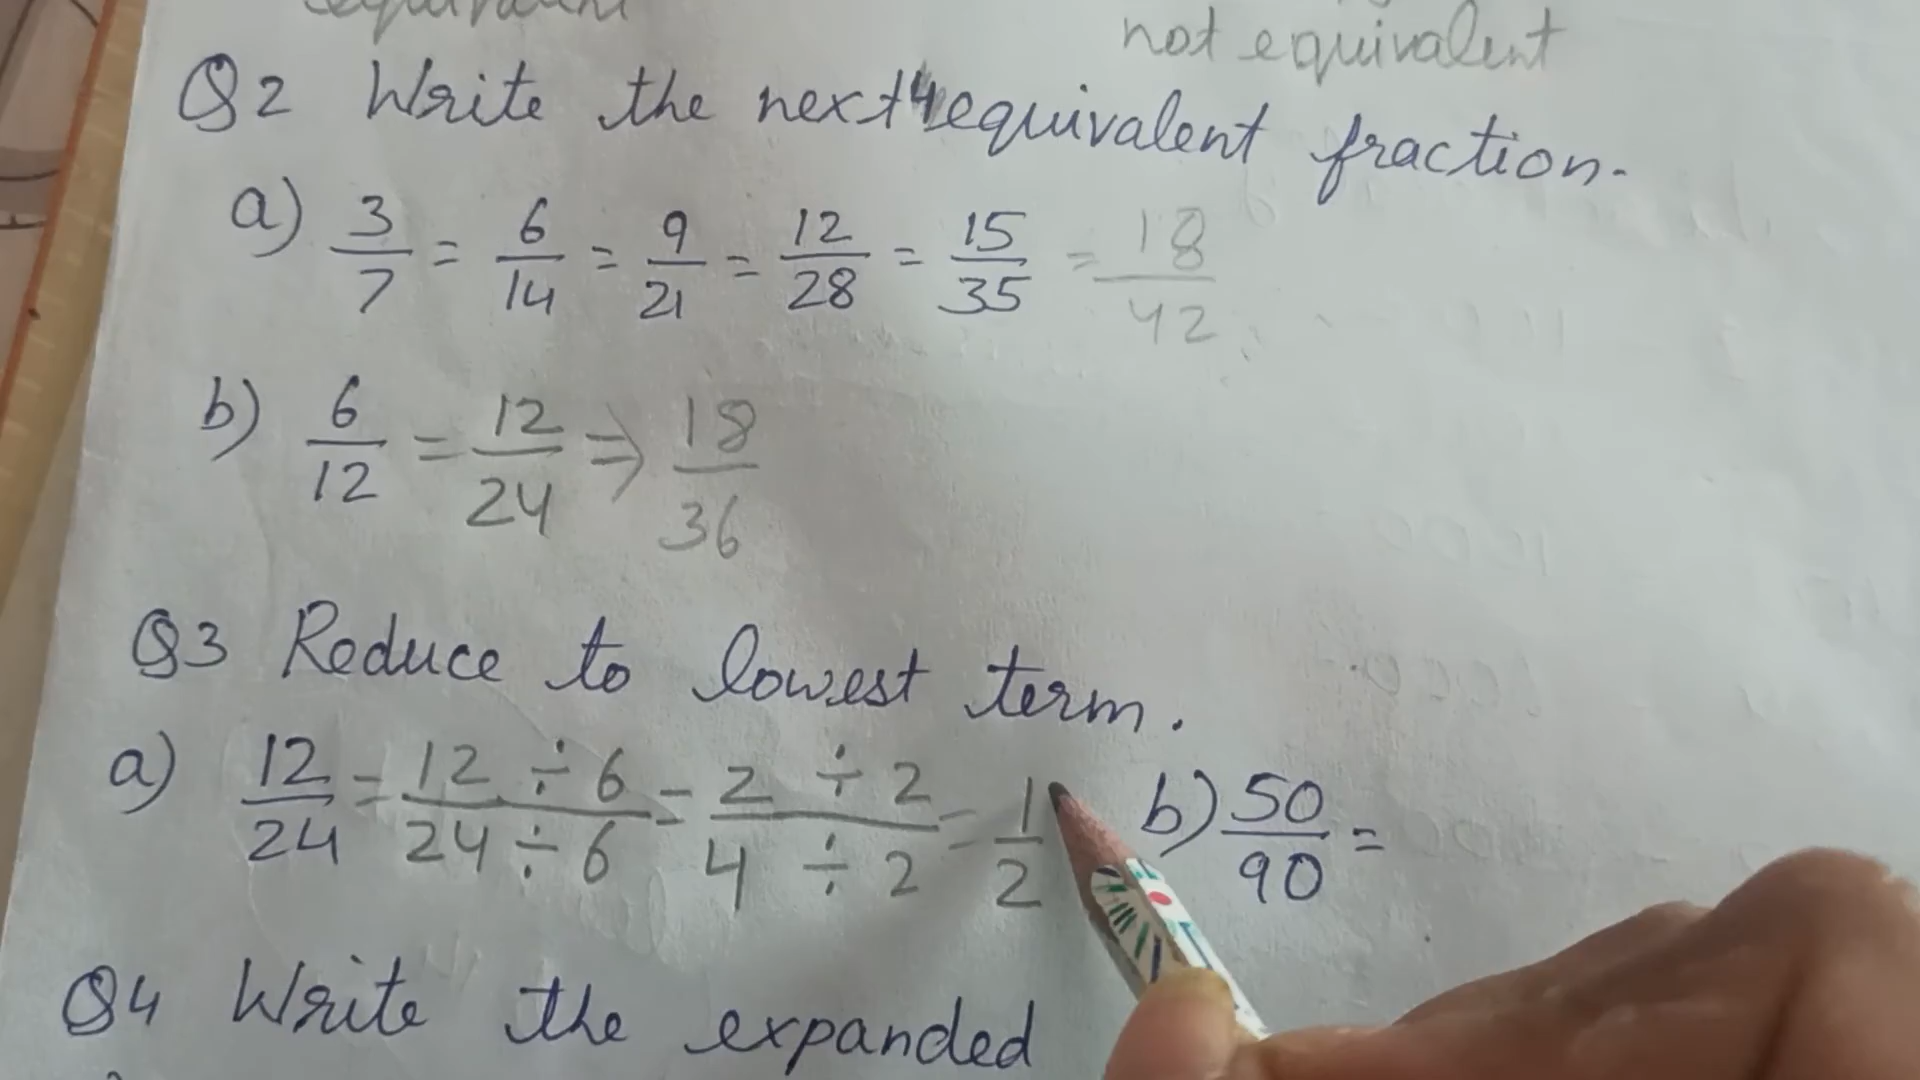 equivalent
not equivalent
Q2 Write the next 4 equivalent fraction.
a) 3/7 = 6/14 = 9/21 = 12/28 = 15/35 = 18/42
b) 6/12 = 12/24 => 18/36
Q3 Reduce to lowest term.
a) 12/24 = 12÷6/24÷6 = 2÷2/4÷2 = 1/2 b) 50/90 =
Q4 Write the expanded